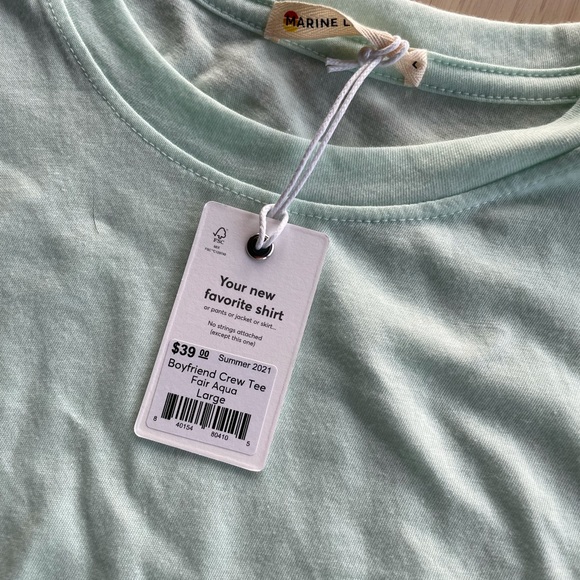 MARINE L
L
FSC
MIX
Your new
favorite shirt
or pants or jacket or skirt...
No strings attached
(except this one)
$39 00 Summer 2021
Boyfriend Crew Tee
Fair Aqua
Large
8 40154 80410 5